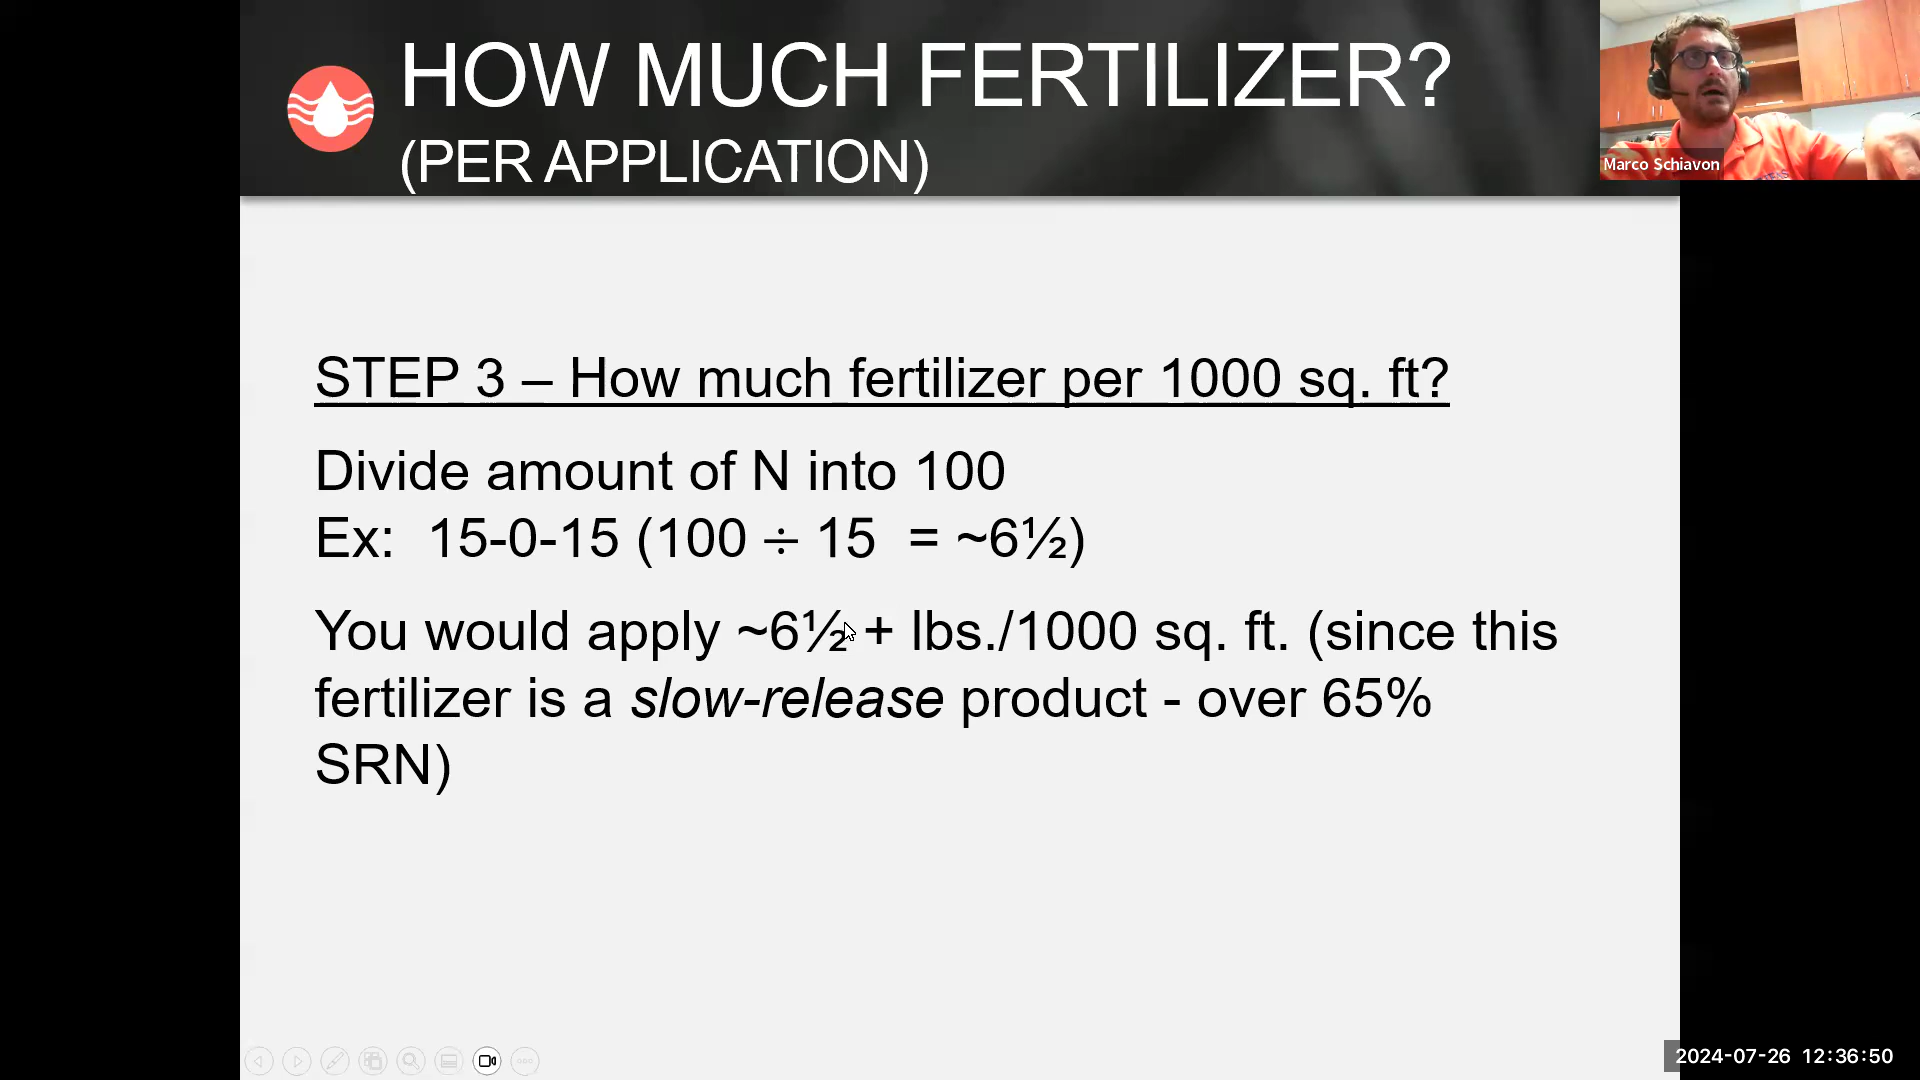 HOW MUCH FERTILIZER?
(PER APPLICATION)
Marco Schiavon
STEP 3 – How much fertilizer per 1000 sq. ft?
Divide amount of N into 100
Ex:  15-0-15 (100 ÷ 15  = ~6½)
You would apply ~6½ + lbs./1000 sq. ft. (since this
fertilizer is a slow-release product - over 65%
SRN)
2024-07-26 12:36:50